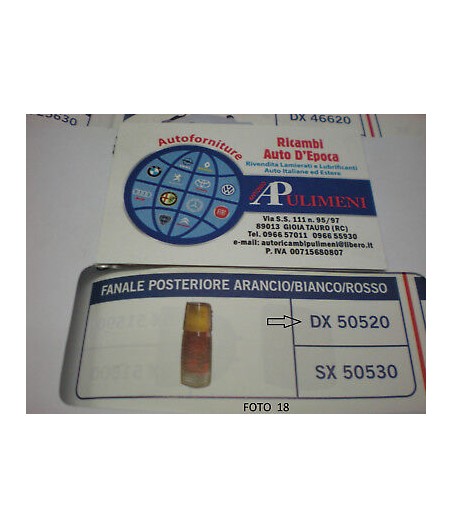 25630
DX 46620
Autoforniture
Ricambi
Auto D'Epoca
Rivendita Lamierati e Lubrificanti
Auto Italiane ed Estere
PULIMENI
Via S.S. 111 n. 95/97
89013 GIOIA TAURO (RC)
Tel. 0966 57011 0966 55930
e-mail: autoricambipulimeni@libero.it
P. IVA 00715680807
FANALE POSTERIORE ARANCIO/BIANCO/ROSSO
DX 50520
SX 50530
FOTO 18